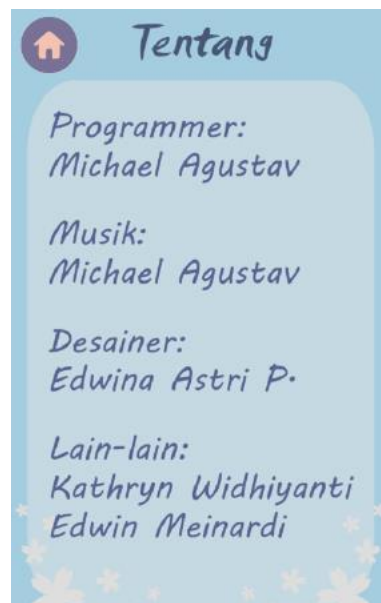 Tentang
Programmer:
Michael Agustav
Musik:
Michael Agustav
Desainer:
Edwina Astri P.
Lain-lain:
Kathryn Widhiyanti
Edwin Meinardi